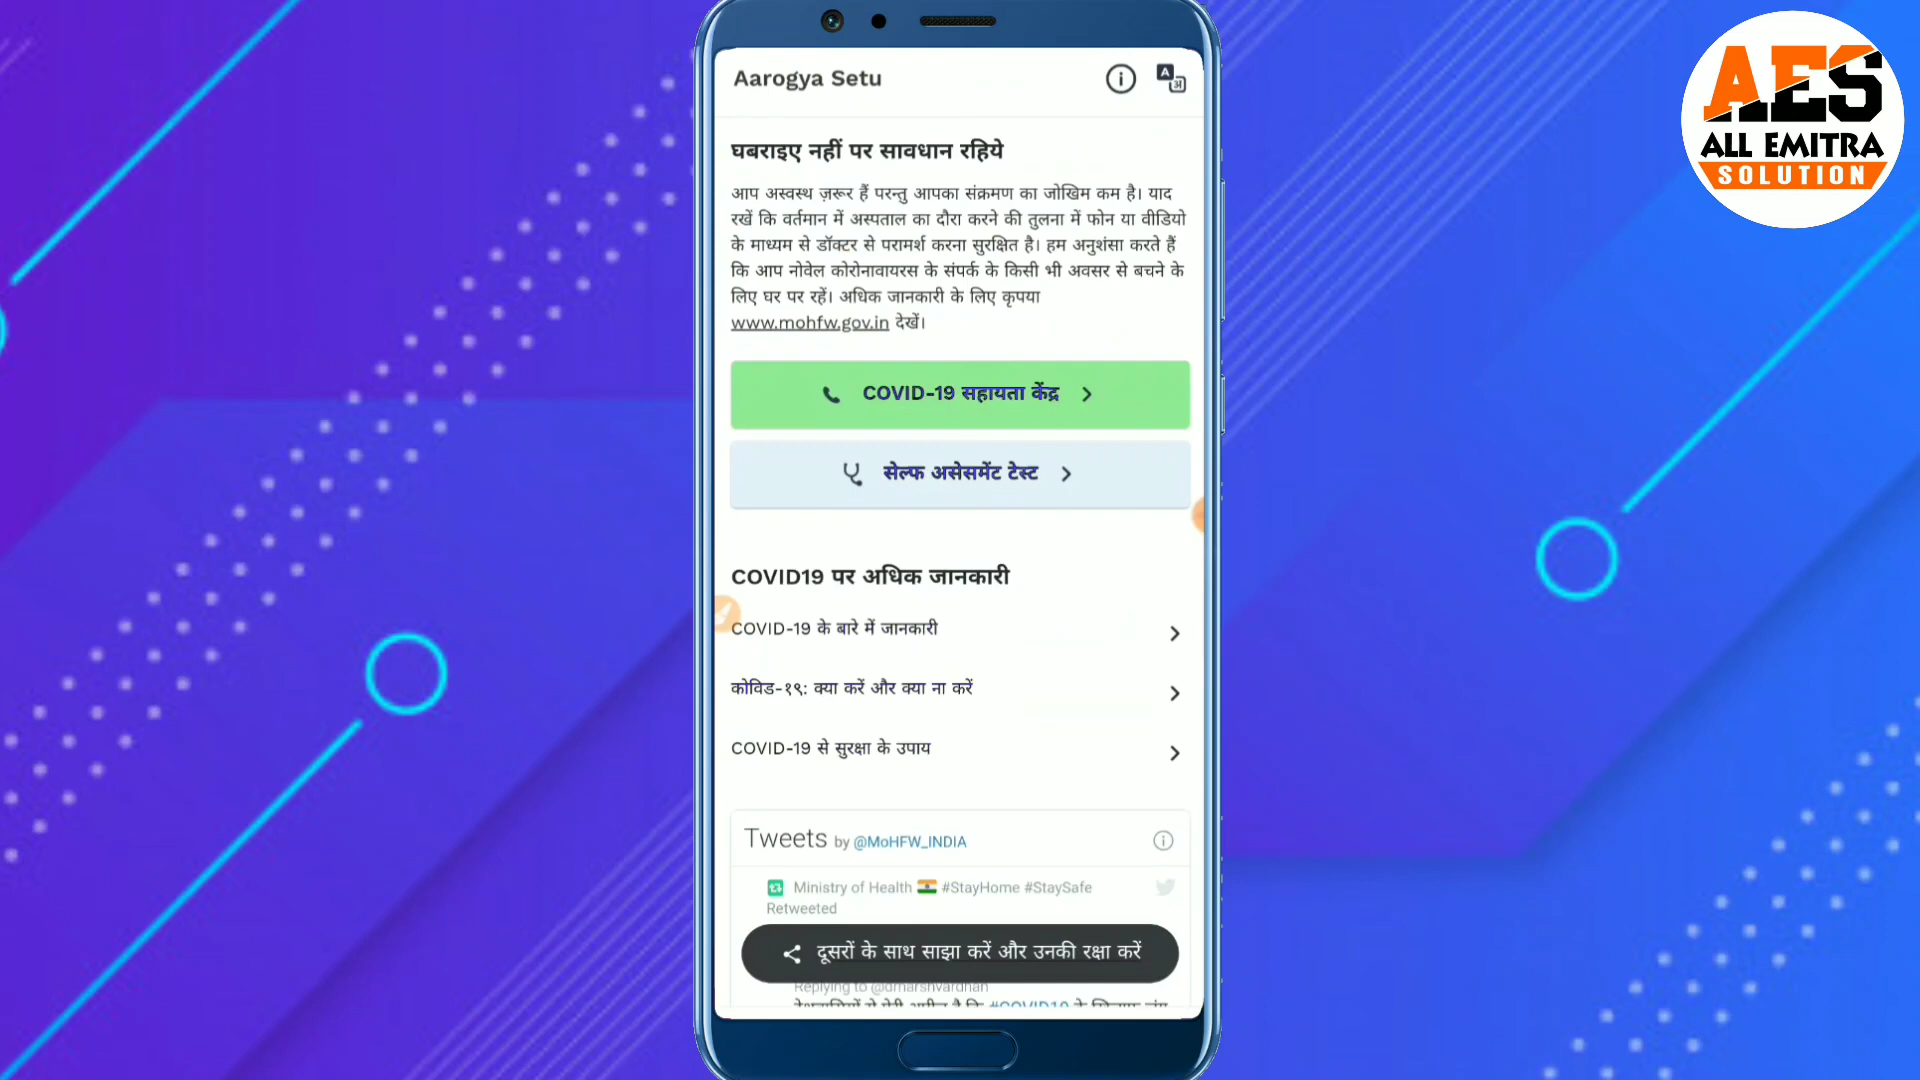 Aarogya Setu
घबराइए नहीं पर सावधान रहिये
आप अस्वस्थ ज़रूर हैं परन्तु आपका संक्रमण का जोखिम कम है। याद
रखें कि वर्तमान में अस्पताल का दौरा करने की तुलना में फोन या वीडियो
के माध्यम से डॉक्टर से परामर्श करना सुरक्षित है। हम अनुशंसा करते हैं
कि आप नोवेल कोरोनावायरस के संपर्क के किसी भी अवसर से बचने के
लिए घर पर रहें। अधिक जानकारी के लिए कृपया
www.mohfw.gov.in देखें।
COVID-19 सहायता केंद्र
सेल्फ असेसमेंट टेस्ट
COVID19 पर अधिक जानकारी
COVID-19 के बारे में जानकारी
कोविड-१९: क्या करें और क्या ना करें
COVID-19 से सुरक्षा के उपाय
Tweets by @MoHFW_INDIA
Ministry of Health #StayHome #StaySafe
Retweeted
दूसरों के साथ साझा करें और उनकी रक्षा करें
Replying to @drharshvardhan
#COVID19
AES
ALL EMITRA
SOLUTION